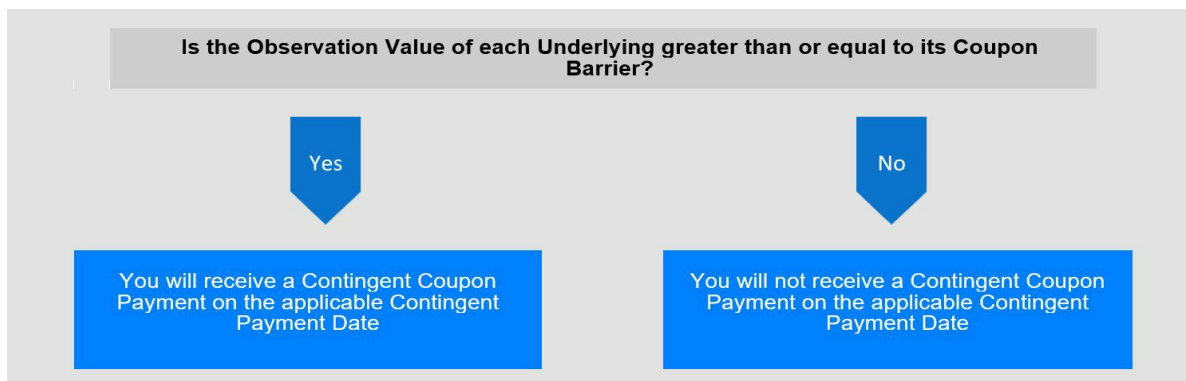 Is the Observation Value of each Underlying greater than or equal to its Coupon
Barrier?
Yes
No
You will receive a Contingent Coupon
Payment on the applicable Contingent
Payment Date
You will not receive a Contingent Coupon
Payment on the applicable Contingent
Payment Date